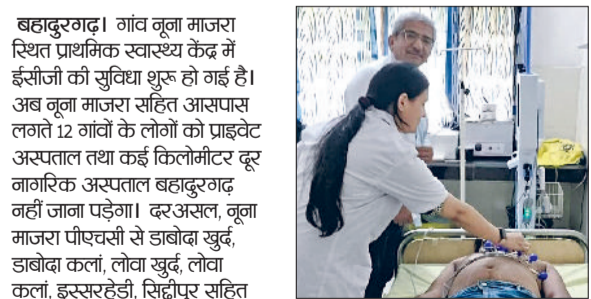 बहादुरगढ़। गांव नूना माजरा
स्थित प्राथमिक स्वास्थ्य केंद्र में
ईसीजी की सुविधा शुरू हो गई है।
अब नूना माजरा सहित आसपास
लगते 12 गांवों के लोगों को प्राइवेट
अस्पताल तथा कई किलोमीटर दूर
नागरिक अस्पताल बहादुरगढ़
नहीं जाना पड़ेगा। दरअसल, नूना
माजरा पीएचसी से डाबोदा खुर्द,
डाबोदा कलां, लोवा खुर्द, लोवा
कलां, इस्सरहेड़ी, सिद्दीपुर सहित